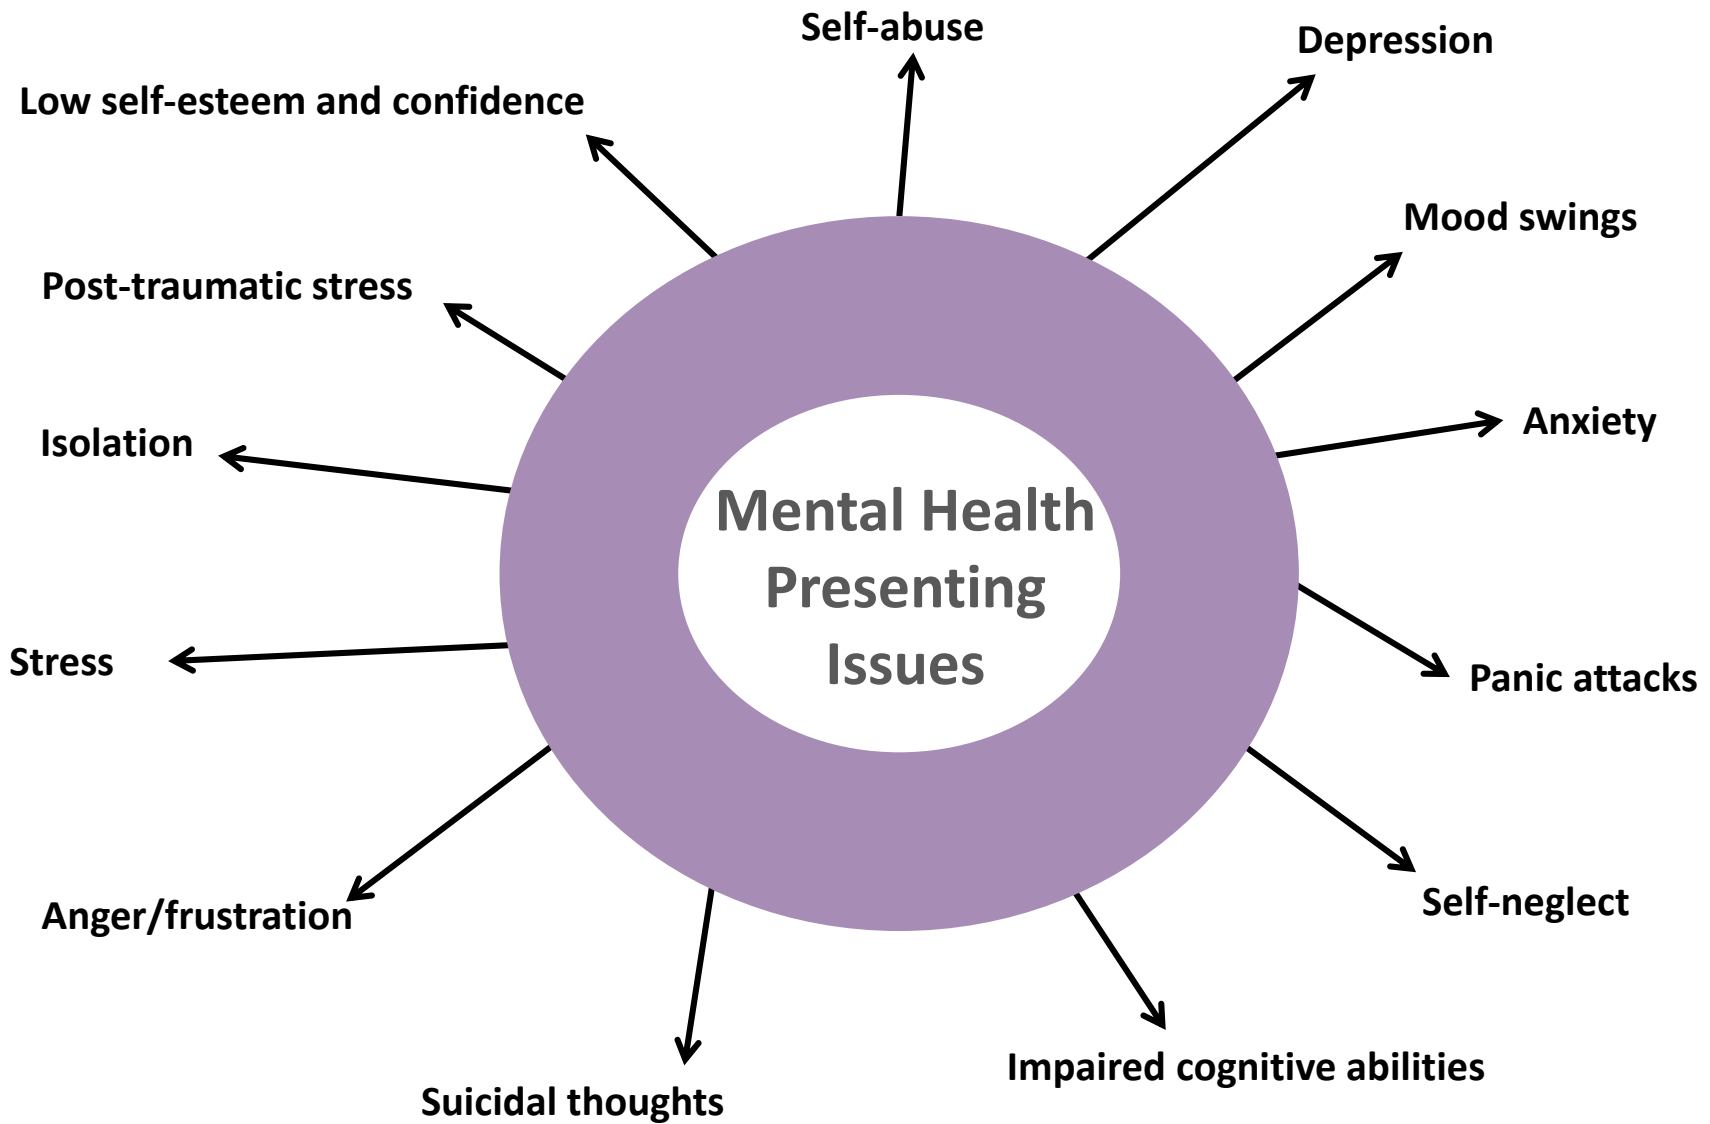 Self-abuse
Depression
Low self-esteem and confidence
Mood swings
Post-traumatic stress
Anxiety
Isolation
Mental Health
Presenting
Issues
Stress
Panic attacks
Self-neglect
Anger/frustration
Impaired cognitive abilities
Suicidal thoughts